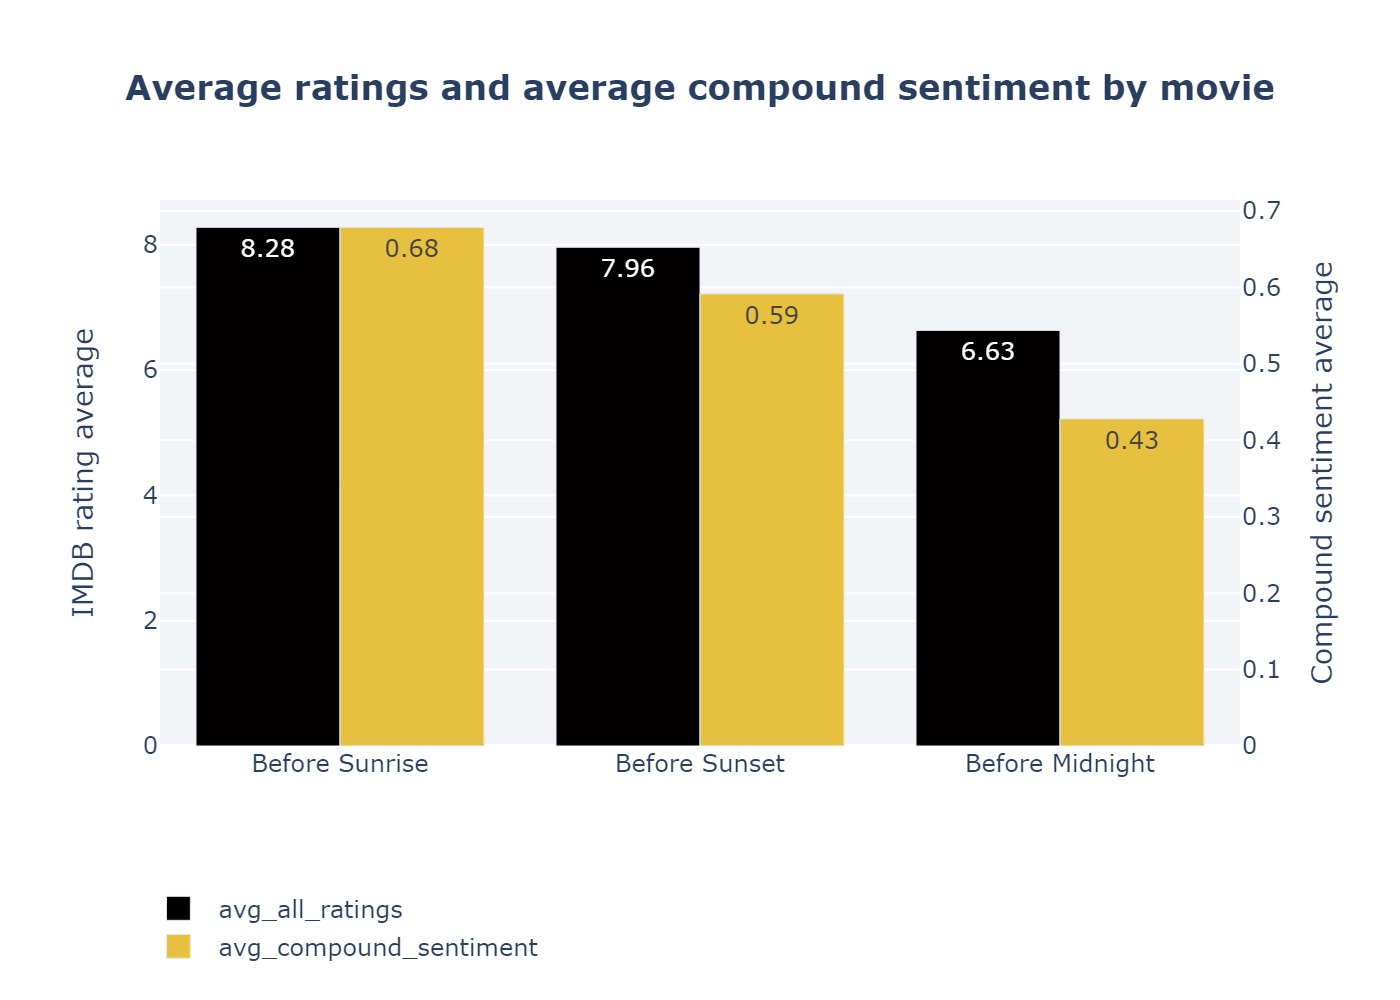 Average ratings and average compound sentiment by movie
IMDB rating average
8
6
4
2
0
8.28
0.68
7.96
0.59
6.63
0.43
0.7
0.6
0.5
0.4
0.3
0.2
0.1
0
Compound sentiment average
Before Sunrise
Before Sunset
Before Midnight
avg_all_ratings
avg_compound_sentiment